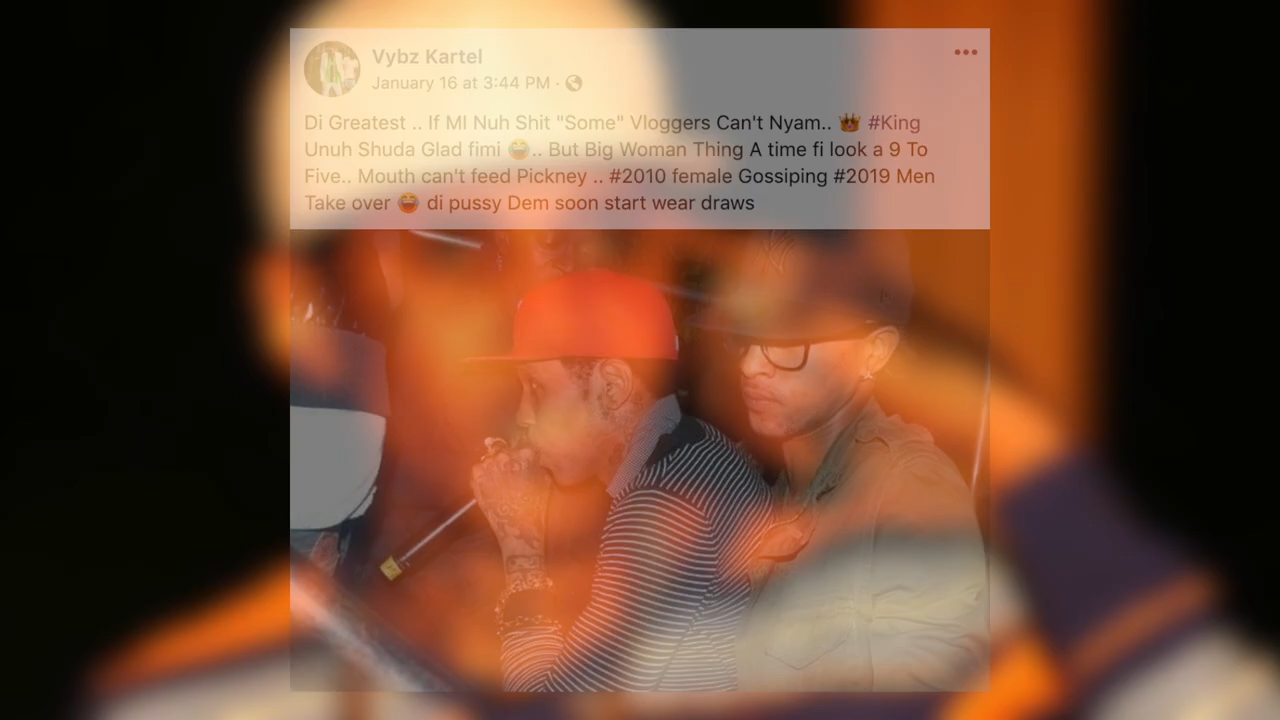 Vybz Kartel
January 16 at 3:44 PM ·
Di Greatest .. If MI Nuh Shit "Some" Vloggers Can't Nyam.. 👑 #King
Unuh Shuda Glad fimi 😂.. But Big Woman Thing A time fi look a 9 To
Five.. Mouth can't feed Pickney .. #2010 female Gossiping #2019 Men
Take over 😂 di pussy Dem soon start wear draws